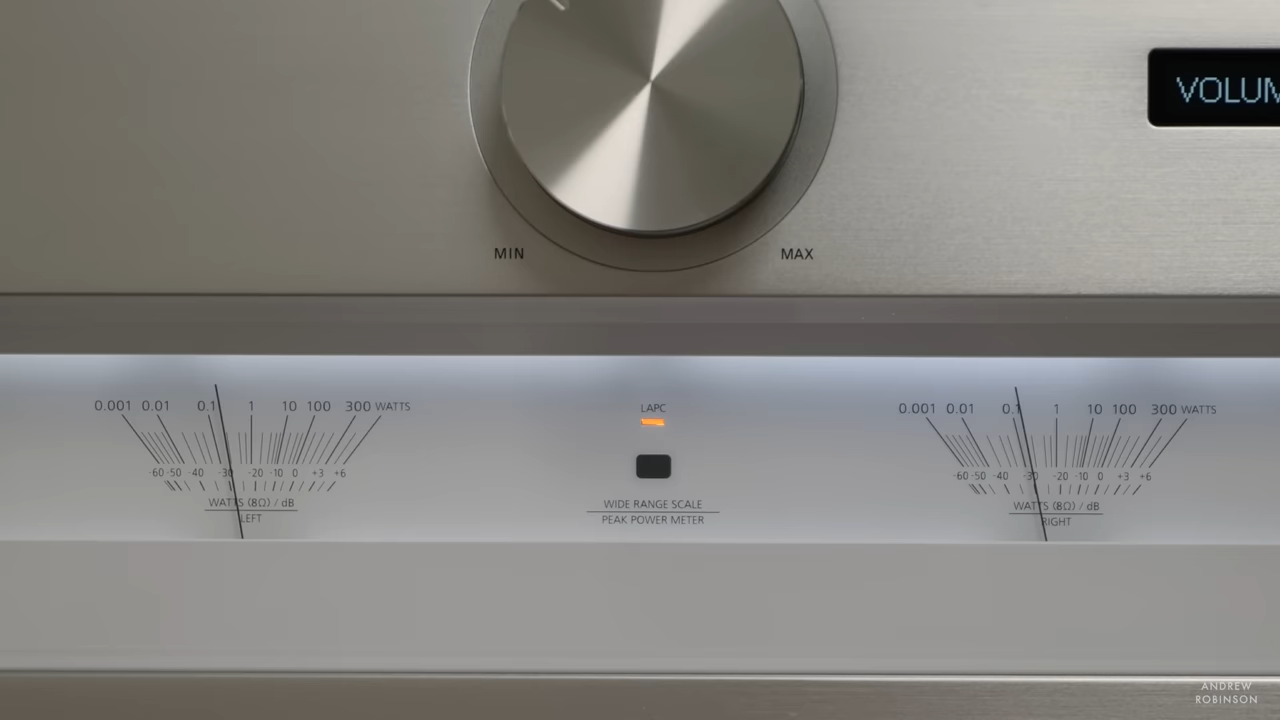 VOLUM
MIN MAX
0.001 0.01 0.1 1 10 100 300 WATTS
-60 -50 -40 -30 -20 -10 0 +3 +6
WATTS (8Ω) / dB
LEFT
LAPC
WIDE RANGE SCALE
PEAK POWER METER
0.001 0.01 0.1 1 10 100 300 WATTS
-60 -50 -40 -30 -20 -10 0 +3 +6
WATTS (8Ω) / dB
RIGHT
ANDREW
ROBINSON